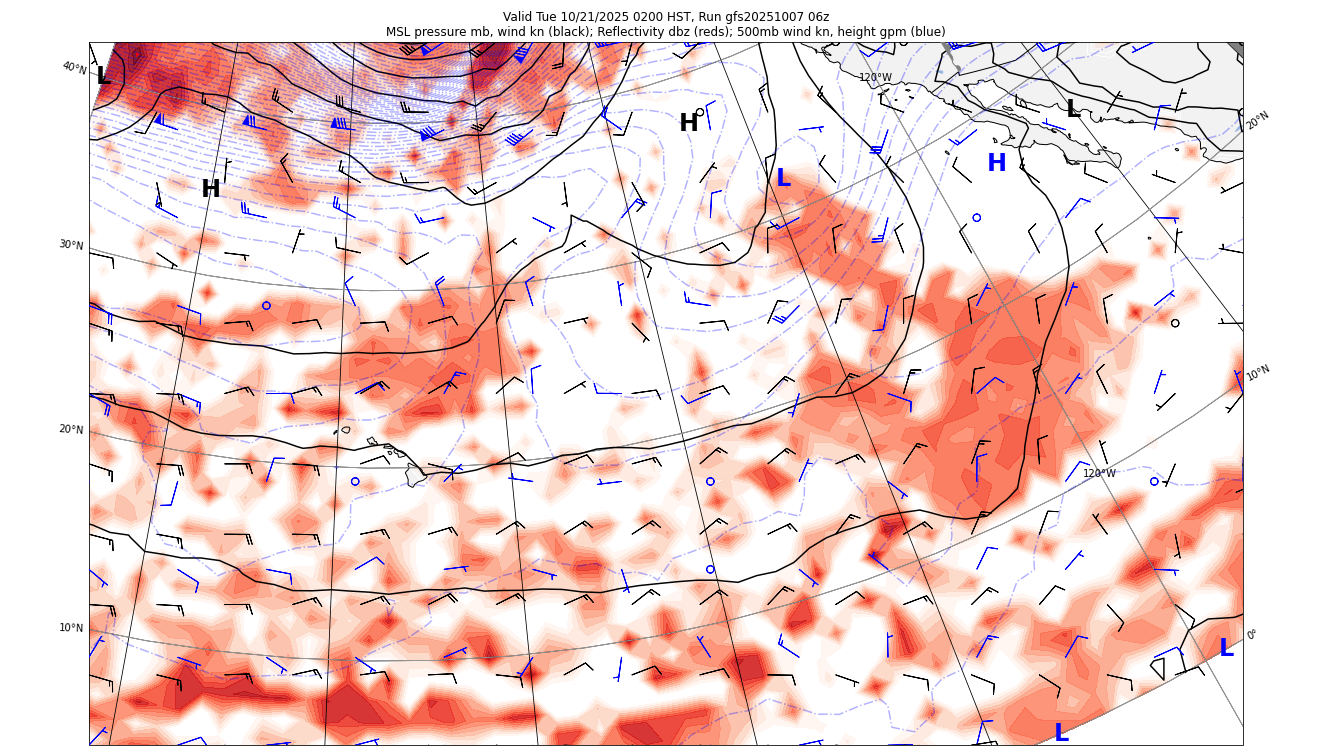 Valid Tue 10/21/2025 0200 HST, Run gfs20251007 06z
MSL pressure mb, wind kn (black); Reflectivity dbz (reds); 500mb wind kn, height gpm (blue)
40°N
L
120°W
L
20°N
H
H
H
L
30°N
10°N
20°N
120°W
10°N
0°
L
L